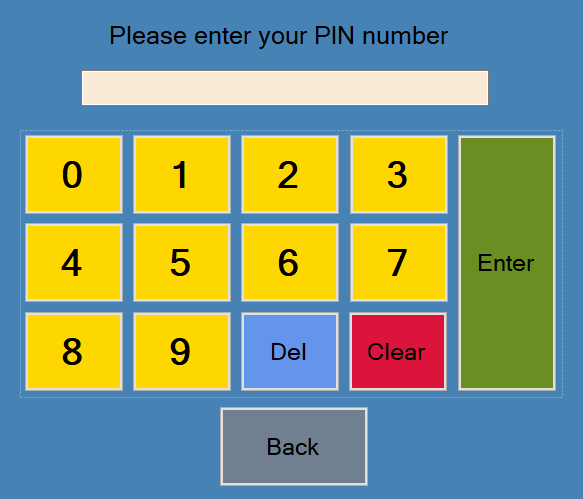 Please enter your PIN number
0 1 2 3
4 5 6 7 Enter
8 9 Del Clear
Back